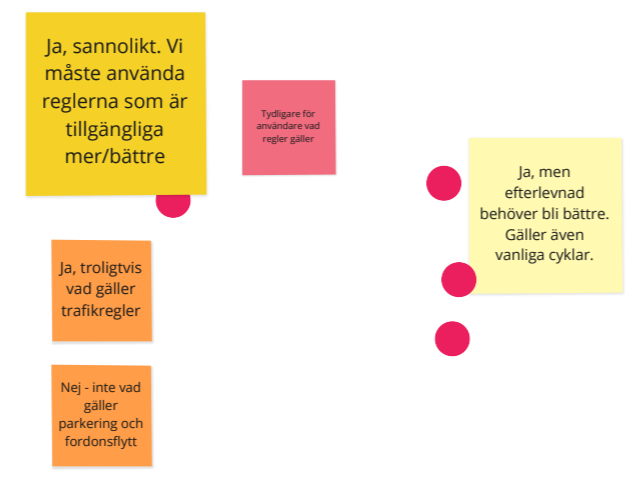 Ja, sannolikt. Vi
måste använda
reglerna som är
tillgängliga
mer/bättre
Tydligare för
användare vad
regler gäller
Ja, men
efterlevnad
behöver bli bättre.
Gäller även
vanliga cyklar.
Ja, troligtvis
vad gäller
trafikregler
Nej - inte vad
gäller
parkering och
fordonsflytt